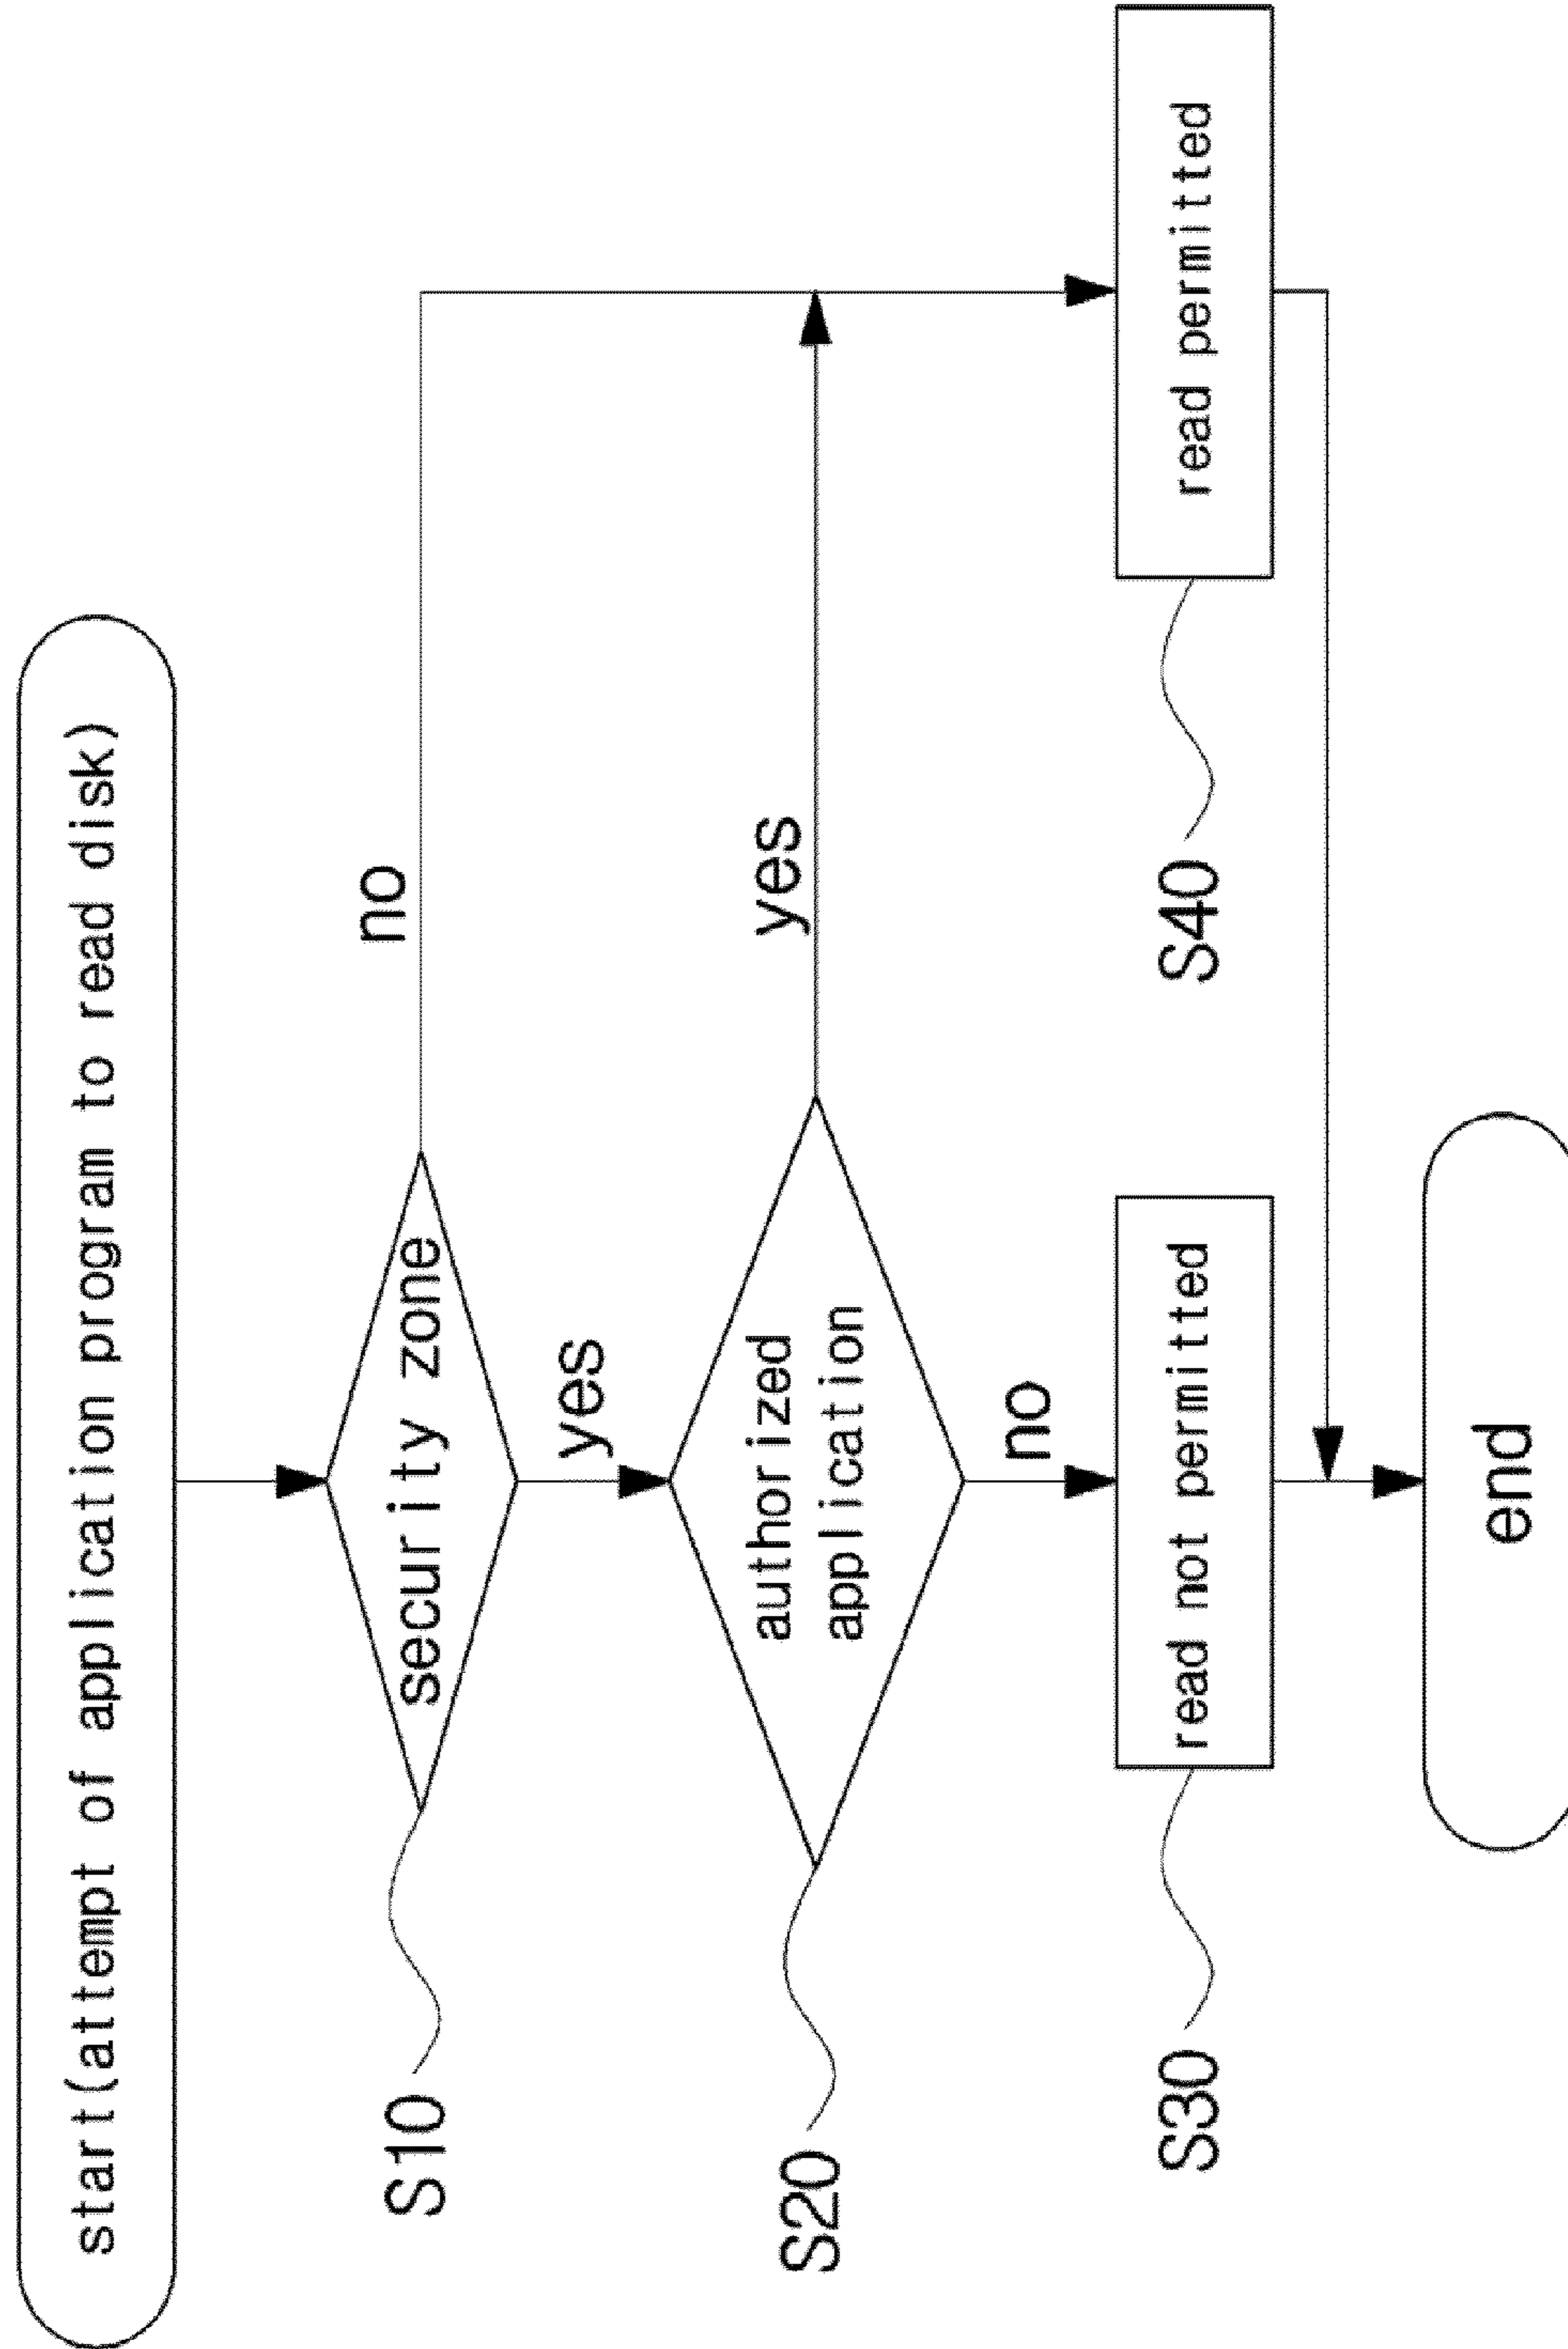 start(attempt of application program to read disk)
S10
security zone
no
yes
S20
authorized
application
yes
no
S30
read not permitted
S40
read permitted
end